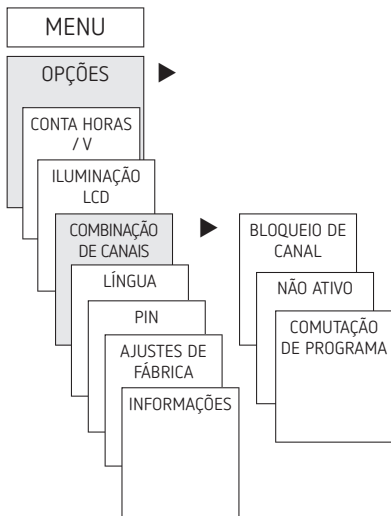 MENU
OPÇÕES
CONTA HORAS
/ V
ILUMINAÇÃO
LCD
COMBINAÇÃO
DE CANAIS
LÍNGUA
PIN
AJUSTES DE
FÁBRICA
INFORMAÇÕES
BLOQUEIO DE
CANAL
NÃO ATIVO
COMUTAÇÃO
DE PROGRAMA